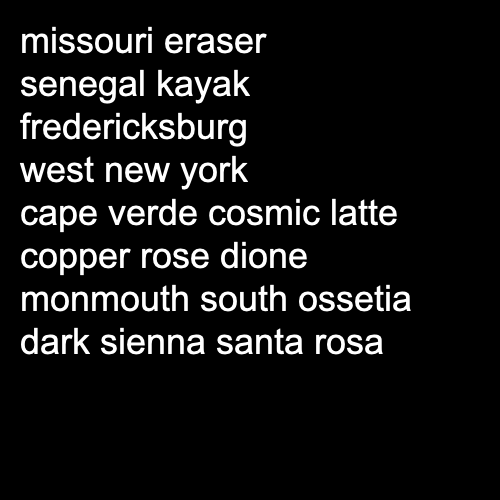 missouri eraser
senegal kayak
fredericksburg
west new york
cape verde cosmic latte
copper rose dione
monmouth south ossetia
dark sienna santa rosa